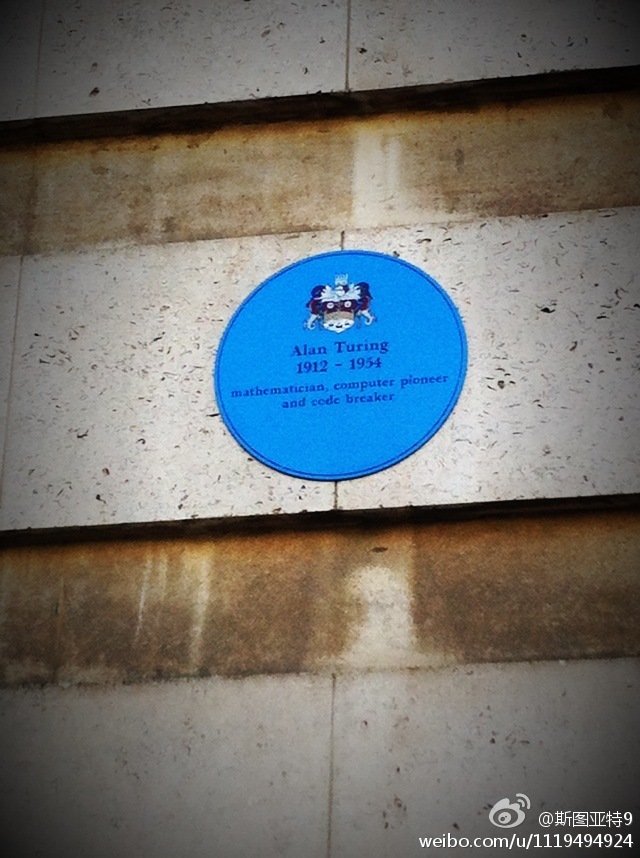 Alan Turing
1912 - 1954
mathematician, computer pioneer
and code breaker
@斯图亚特9
weibo.com/u/1119494924